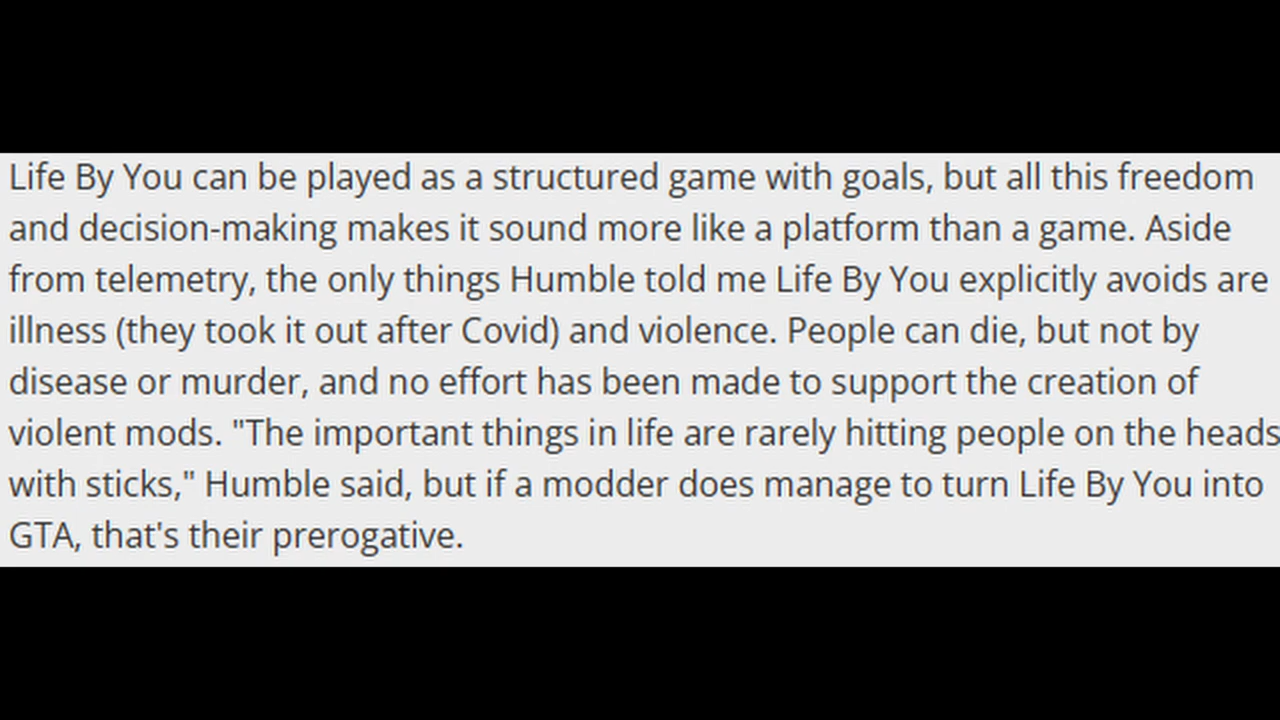 Life By You can be played as a structured game with goals, but all this freedom
and decision-making makes it sound more like a platform than a game. Aside
from telemetry, the only things Humble told me Life By You explicitly avoids are
illness (they took it out after Covid) and violence. People can die, but not by
disease or murder, and no effort has been made to support the creation of
violent mods. "The important things in life are rarely hitting people on the heads
with sticks," Humble said, but if a modder does manage to turn Life By You into
GTA, that's their prerogative.